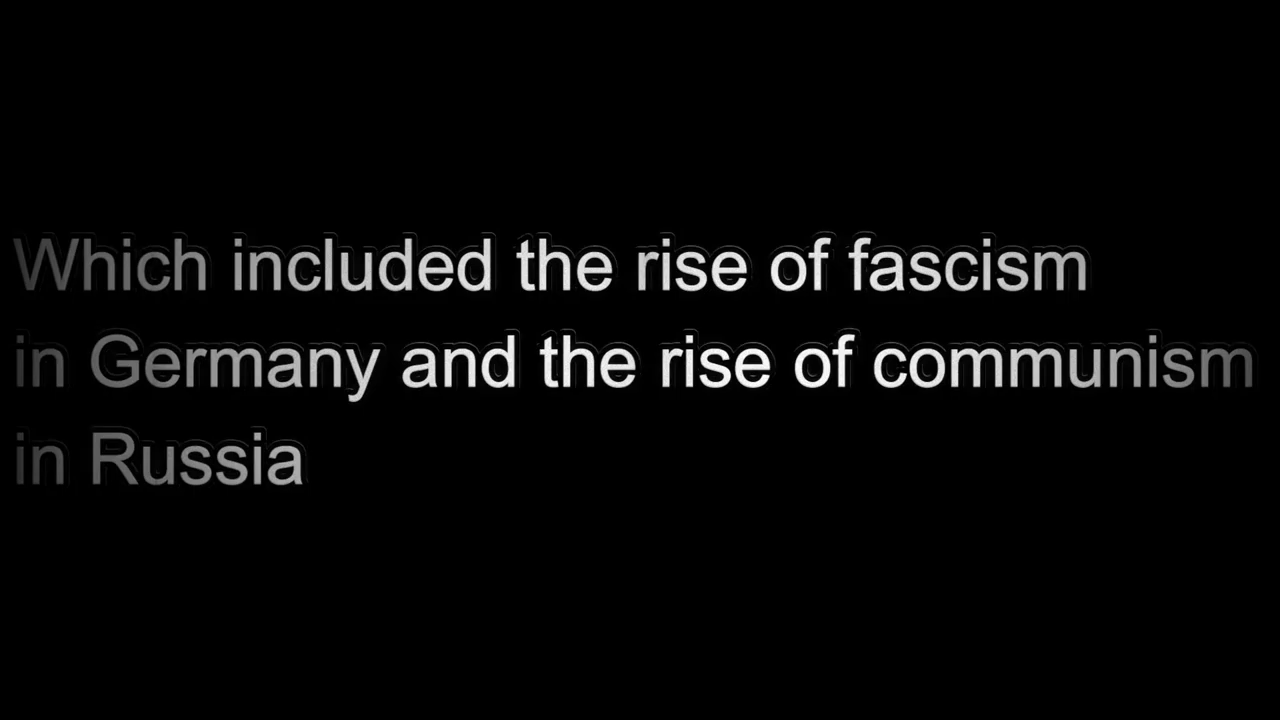 Which included the rise of fascism
in Germany and the rise of communism
in Russia